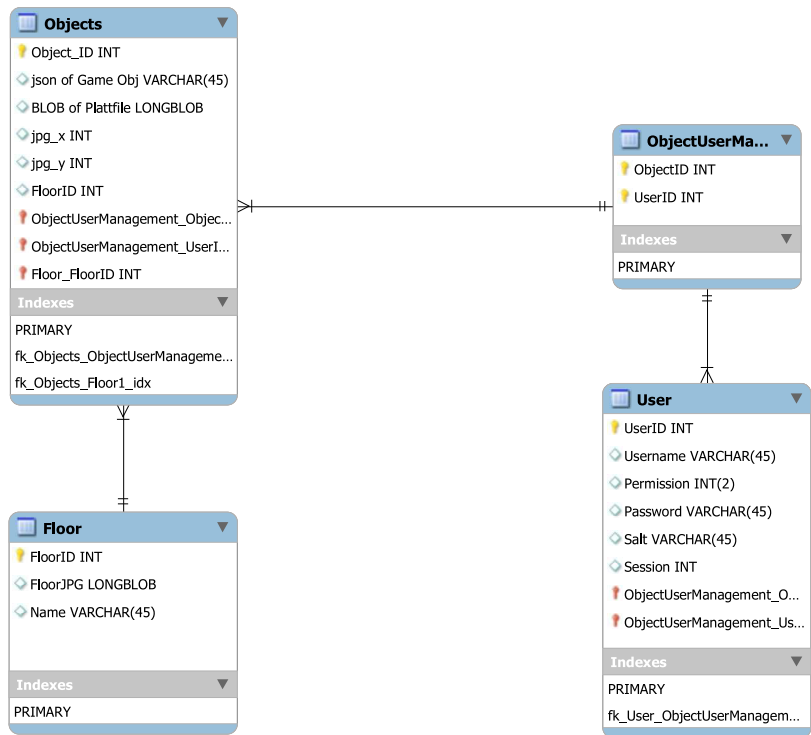 Objects
Object_ID INT
json of Game Obj VARCHAR(45)
BLOB of Plattfile LONGBLOB
jpg_x INT
jpg_y INT
FloorID INT
ObjectUserManagement_Objec...
ObjectUserManagement_UserI...
Floor_FloorID INT
Indexes
PRIMARY
fk_Objects_ObjectUserManageme...
fk_Objects_Floor1_idx
ObjectUserMa...
ObjectID INT
UserID INT
Indexes
PRIMARY
Floor
FloorID INT
FloorJPG LONGBLOB
Name VARCHAR(45)
Indexes
PRIMARY
User
UserID INT
Username VARCHAR(45)
Permission INT(2)
Password VARCHAR(45)
Salt VARCHAR(45)
Session INT
ObjectUserManagement_O...
ObjectUserManagement_Us...
Indexes
PRIMARY
fk_User_ObjectUserManagem...